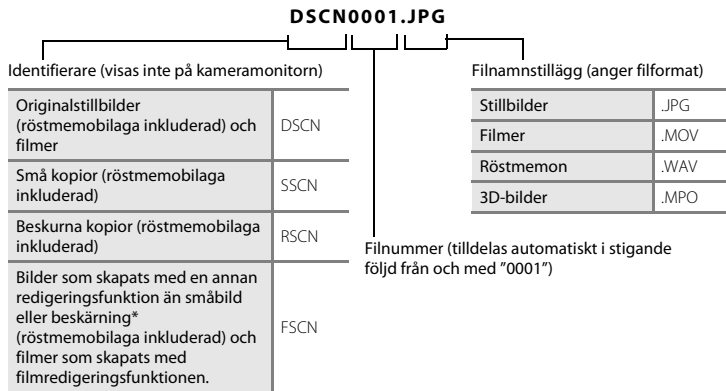 DSCN0001.JPG
Identifierare (visas inte på kameramonitorn)
Originalstillbilder
(röstmemobilaga inkluderad) och
filmer
DSCN
Små kopior (röstmemobilaga
inkluderad)
SSCN
Beskurna kopior (röstmemobilaga
inkluderad)
RSCN
Bilder som skapats med en annan
redigeringsfunktion än småbild
eller beskärning*
(röstmemobilaga inkluderad) och
filmer som skapats med
filmredigeringsfunktionen.
FSCN
Filnamnstillägg (anger filformat)
Stillbilder .JPG
Filmer .MOV
Röstmemon .WAV
3D-bilder .MPO
Filnummer (tilldelas automatiskt i stigande
följd från och med "0001")